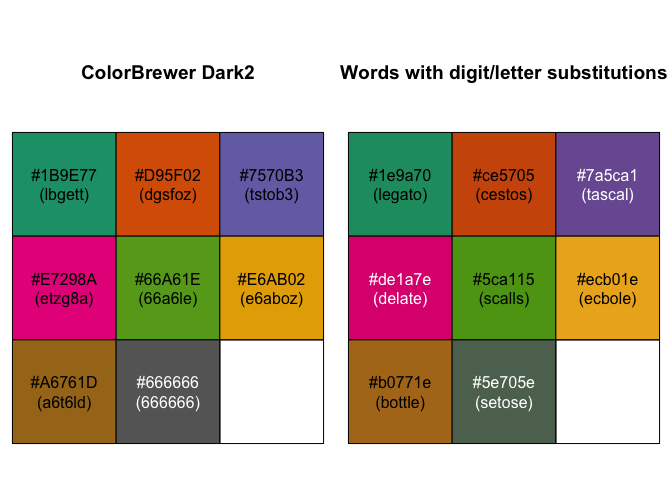 ColorBrewer Dark2
#1B9E77
(lbgett)
#D95F02
(dgsfoz)
#7570B3
(tstob3)
#E7298A
(etzg8a)
#66A61E
(66a6le)
#E6AB02
(e6aboz)
#A6761D
(a6t6ld)
#666666
(666666)
Words with digit/letter substitutions
#1e9a70
(legato)
#ce5705
(cestos)
#7a5ca1
(tascal)
#de1a7e
(delate)
#5ca115
(scalls)
#ecb01e
(ecbole)
#b0771e
(bottle)
#5e705e
(setose)